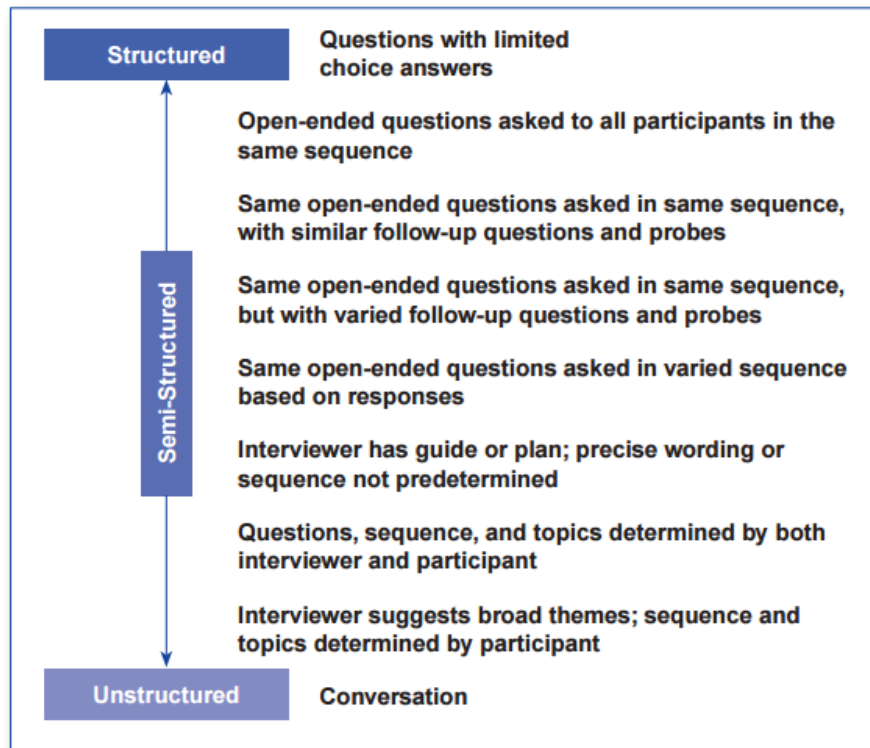 Structured
Questions with limited
choice answers
Open-ended questions asked to all participants in the
same sequence
Same open-ended questions asked in same sequence,
with similar follow-up questions and probes
Semi-Structured
Same open-ended questions asked in same sequence,
but with varied follow-up questions and probes
Same open-ended questions asked in varied sequence
based on responses
Interviewer has guide or plan; precise wording or
sequence not predetermined
Questions, sequence, and topics determined by both
interviewer and participant
Interviewer suggests broad themes; sequence and
topics determined by participant
Unstructured
Conversation